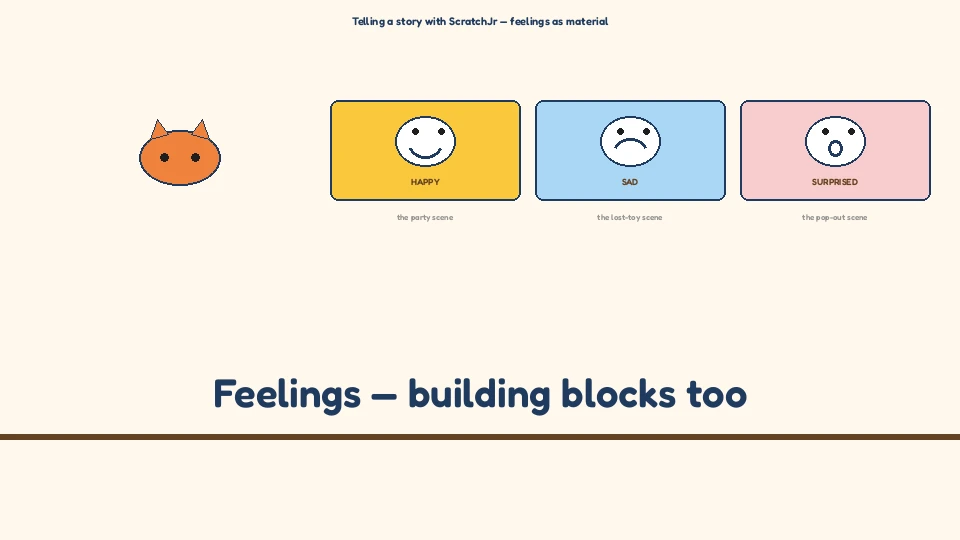 Telling a story with ScratchJr — feelings as material
HAPPY
SAD
SURPRISED
the party scene
the lost-toy scene
the pop-out scene
Feelings — building blocks too